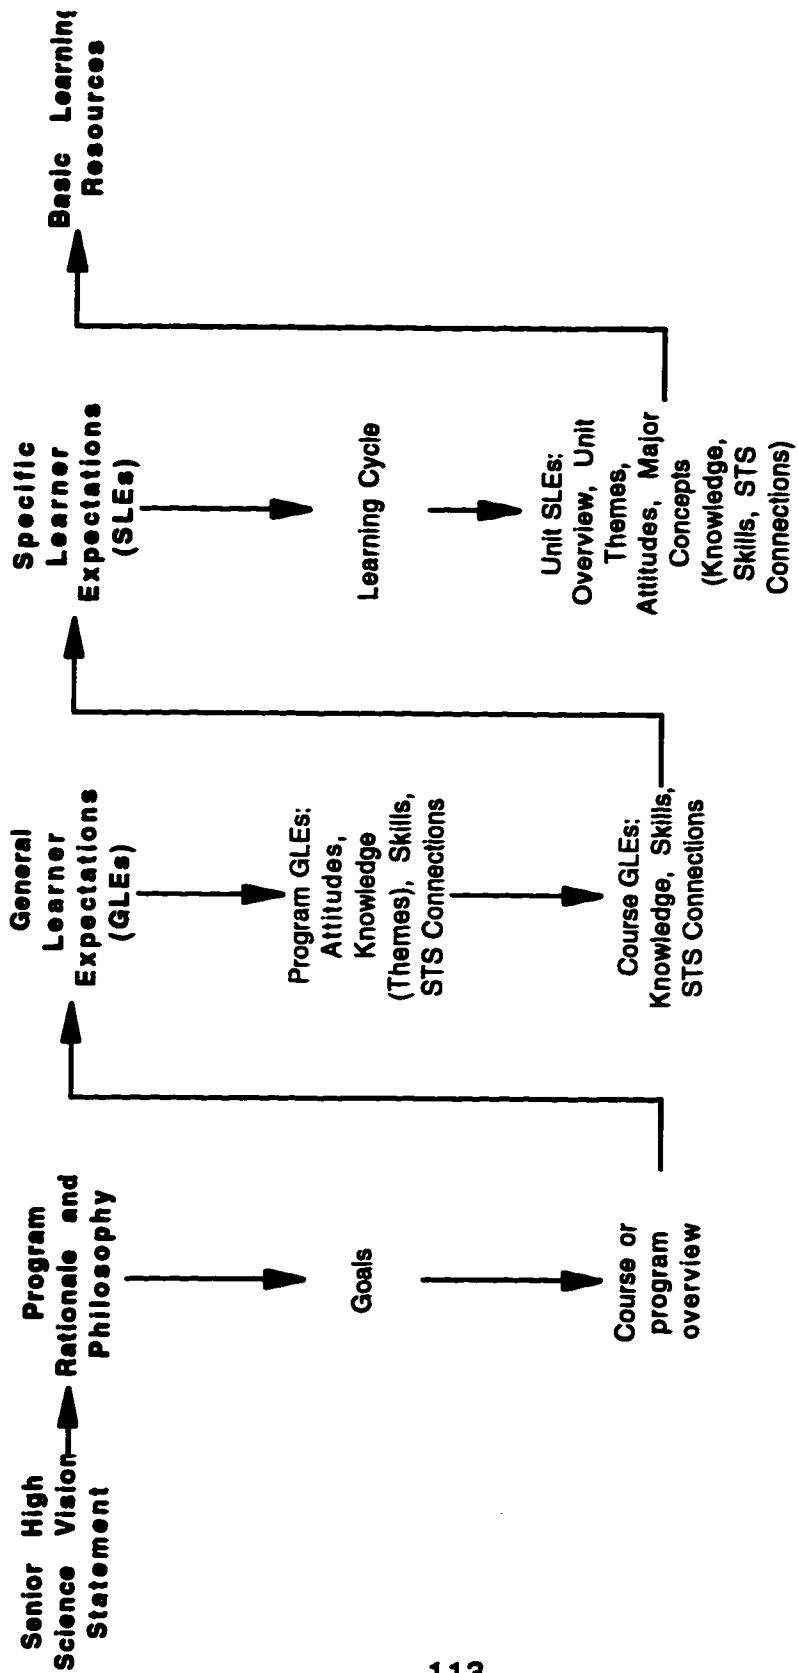 Senior High
Science Vision
Statement
Program
Rationale and
Philosophy
Goals
Course or
program
overview
General
Learner
Expectations
(GLEs)
Program GLEs:
Attitudes,
Knowledge
(Themes), Skills,
STS Connections
Course GLEs:
Knowledge, Skills,
STS Connections
Specific
Learner
Expectations
(SLEs)
Learning Cycle
Unit SLEs:
Overview, Unit
Themes,
Attitudes, Major
Concepts
(Knowledge,
Skills, STS
Connections)
Basic Learning
Resources
113